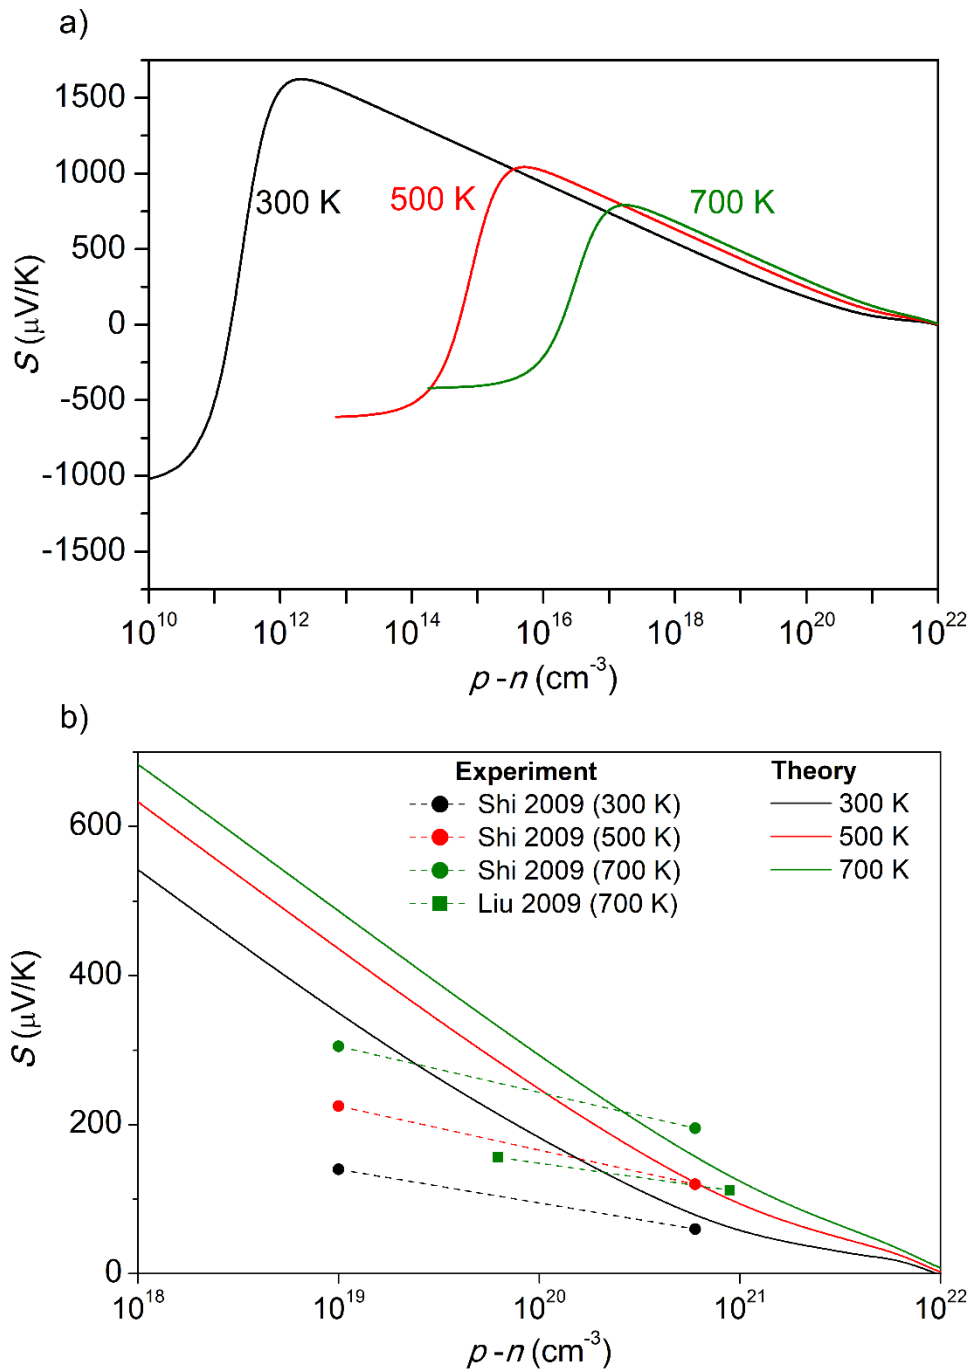 a)
1500
1000
500
0
-500
-1000
-1500
S (μV/K)
300 K
500 K
700 K
10^10 10^12 10^14 10^16 10^18 10^20 10^22
p - n (cm^-3)
b)
600
400
200
0
S (μV/K)
Experiment
Shi 2009 (300 K)
Shi 2009 (500 K)
Shi 2009 (700 K)
Liu 2009 (700 K)
Theory
300 K
500 K
700 K
10^18 10^19 10^20 10^21 10^22
p - n (cm^-3)